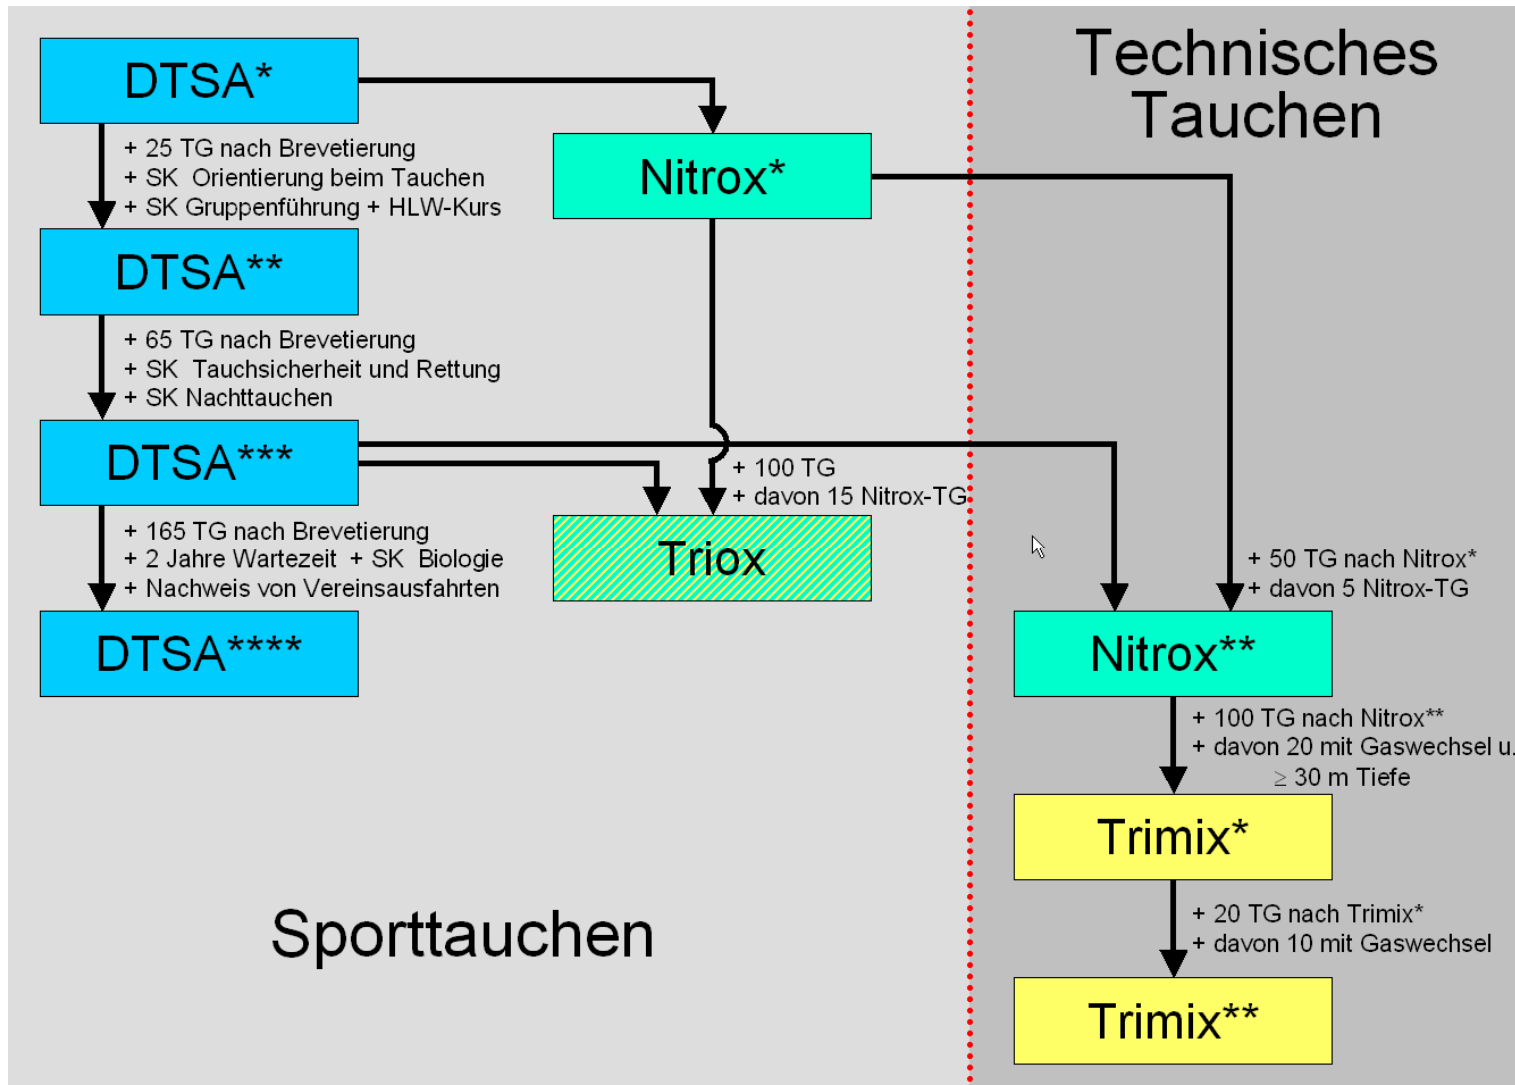 DTSA*
+ 25 TG nach Brevetierung
+ SK Orientierung beim Tauchen
+ SK Gruppenführung + HLW-Kurs
DTSA**
+ 65 TG nach Brevetierung
+ SK Tauchsicherheit und Rettung
+ SK Nachttauchen
DTSA***
+ 165 TG nach Brevetierung
+ 2 Jahre Wartezeit + SK Biologie
+ Nachweis von Vereinsausfahrten
DTSA****
Nitrox*
+ 100 TG
+ davon 15 Nitrox-TG
Triox
Sporttauchen
Technisches
Tauchen
+ 50 TG nach Nitrox*
+ davon 5 Nitrox-TG
Nitrox**
+ 100 TG nach Nitrox**
+ davon 20 mit Gaswechsel u.
≥ 30 m Tiefe
Trimix*
+ 20 TG nach Trimix*
+ davon 10 mit Gaswechsel
Trimix**